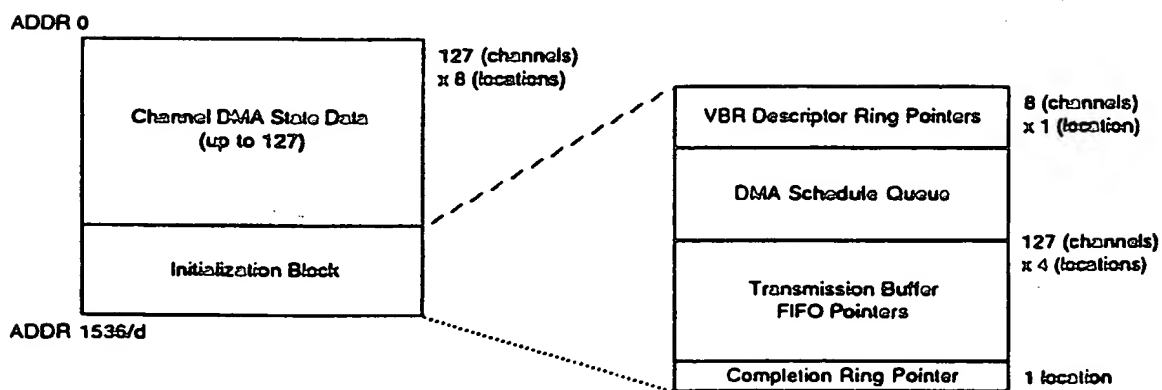 ADDR 0
127 (channels)
x 8 (locations)
Channel DMA State Data
(up to 127)
Initialization Block
ADDR 1536/d
VBR Descriptor Ring Pointers
8 (channels)
x 1 (location)
DMA Schedule Queue
127 (channels)
x 4 (locations)
Transmission Buffer
FIFO Pointers
Completion Ring Pointer
1 location